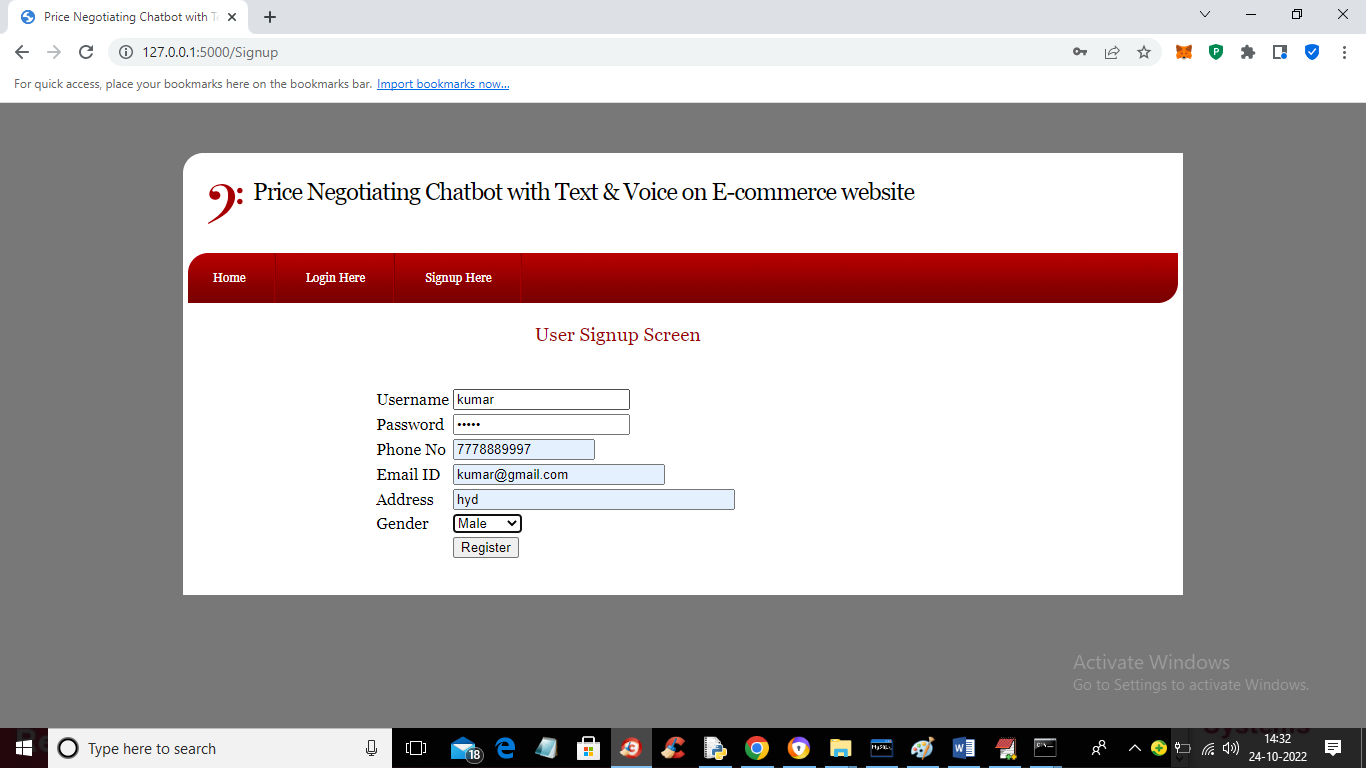 Price Negotiating Chatbot with Te
127.0.0.1:5000/Signup
For quick access, place your bookmarks here on the bookmarks bar. Import bookmarks now...
Price Negotiating Chatbot with Text & Voice on E-commerce website
Home Login Here Signup Here
User Signup Screen
Username kumar
Password •••••
Phone No 7778889997
Email ID kumar@gmail.com
Address hyd
Gender Male
Register
Activate Windows
Go to Settings to activate Windows.
Type here to search
18
MySQL
14:32
24-10-2022